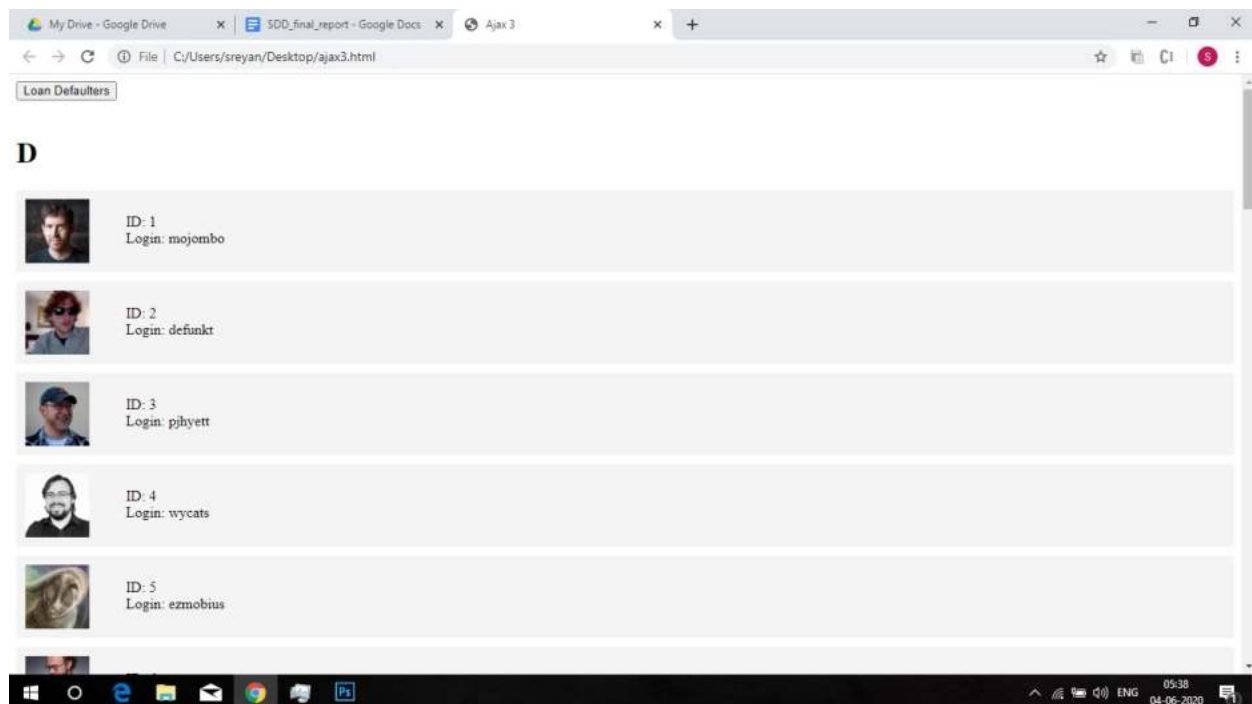 My Drive - Google Drive
SDD_final_report - Google Docs
Ajax 3
File | C:/Users/sreyan/Desktop/ajax3.html
S
Loan Defaulters
D
ID: 1
Login: mojombo
ID: 2
Login: defunkt
ID: 3
Login: pjhyett
ID: 4
Login: wycats
ID: 5
Login: ezmobius
Ps
ENG
05:38
04-06-2020